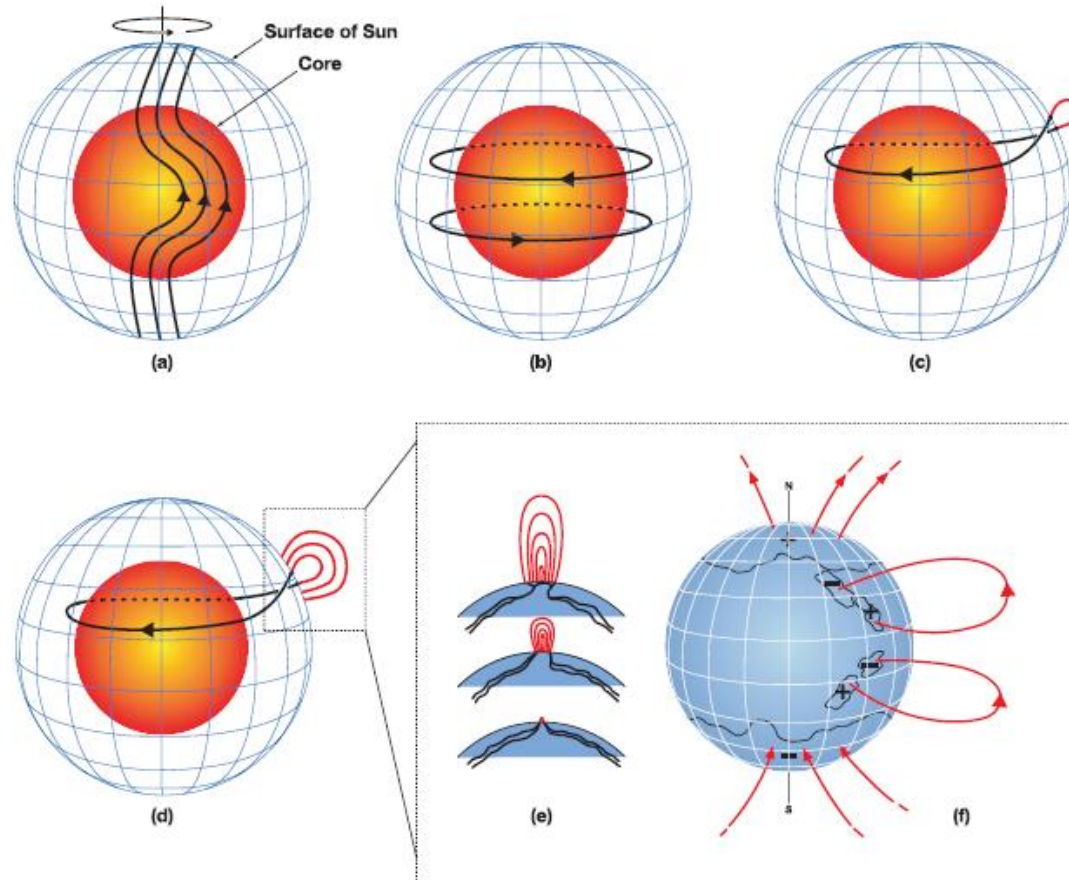 Surface of Sun
Core
(a)
(b)
(c)
(d)
N
+
−
+
−
+
−
S
(e)
(f)